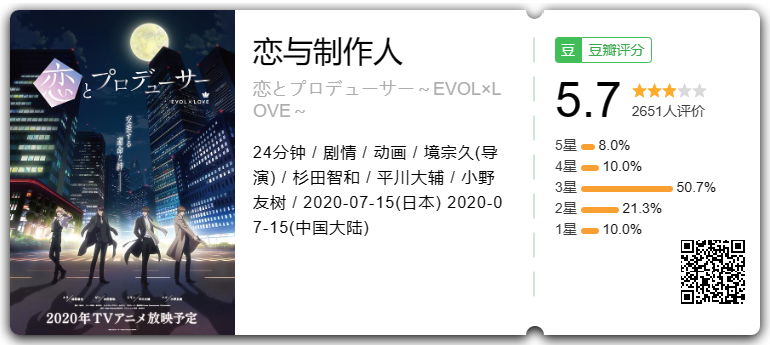 恋とプロデューサー
EVOL×LOVE
交差する
運命と絆——
2020年TVアニメ放映予定
恋与制作人
恋とプロデューサー～EVOL×L
OVE～
24分钟 / 剧情 / 动画 / 境宗久(导
演) / 杉田智和 / 平川大辅 / 小野
友树 / 2020-07-15(日本) 2020-0
7-15(中国大陆)
豆 豆瓣评分
5.7
2651人评价
5星 8.0%
4星 10.0%
3星 50.7%
2星 21.3%
1星 10.0%